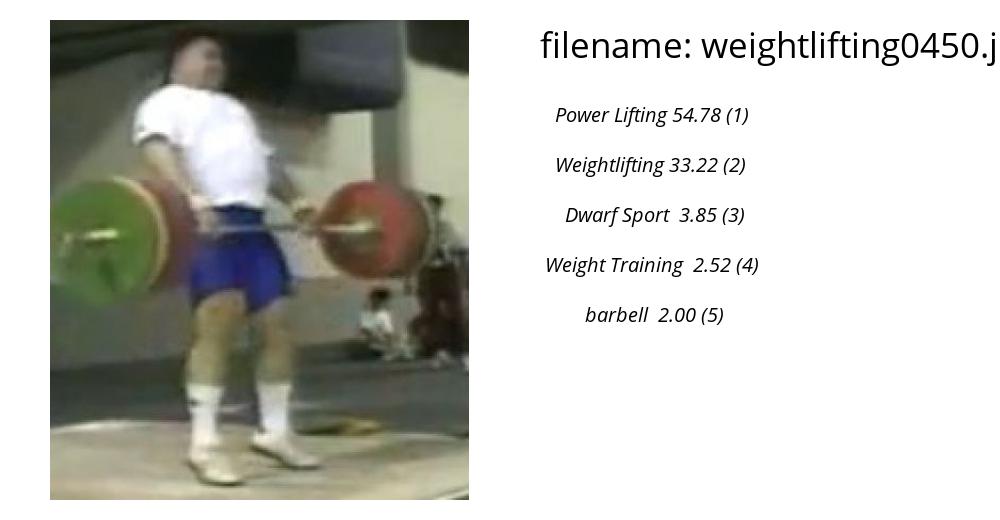 filename: weightlifting0450.j
Power Lifting 54.78 (1)
Weightlifting 33.22 (2)
Dwarf Sport 3.85 (3)
Weight Training 2.52 (4)
barbell 2.00 (5)